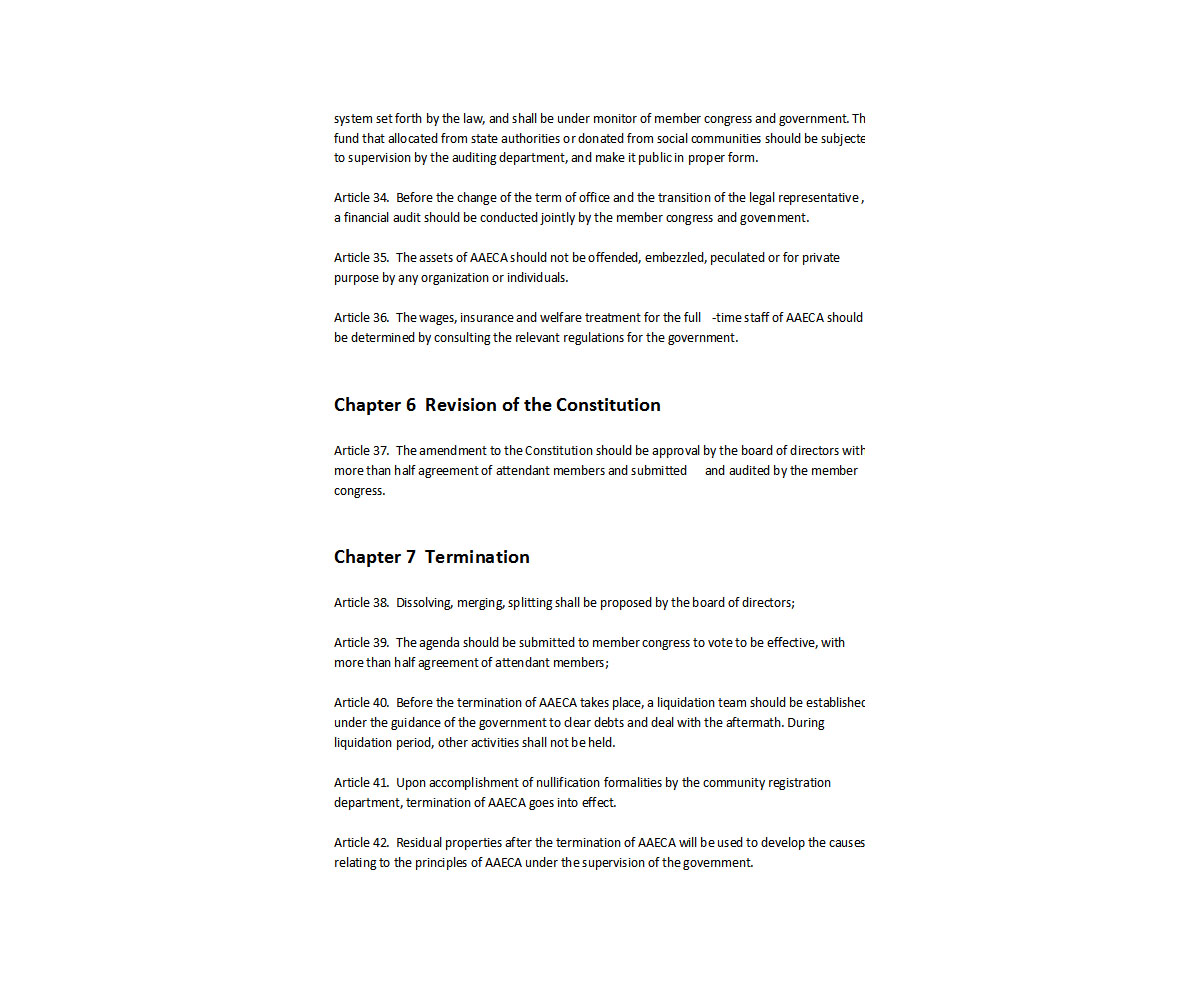 system set forth by the law, and shall be under monitor of member congress and government. Th
fund that allocated from state authorities or donated from social communities should be subjecte
to supervision by the auditing department, and make it public in proper form.
Article 34. Before the change of the term of office and the transition of the legal representative,
a financial audit should be conducted jointly by the member congress and government.
Article 35. The assets of AAECA should not be offended, embezzled, peculated or for private
purpose by any organization or individuals.
Article 36. The wages, insurance and welfare treatment for the full -time staff of AAECA should
be determined by consulting the relevant regulations for the government.
Chapter 6 Revision of the Constitution
Article 37. The amendment to the Constitution should be approval by the board of directors with
more than half agreement of attendant members and submitted and audited by the member
congress.
Chapter 7 Termination
Article 38. Dissolving, merging, splitting shall be proposed by the board of directors;
Article 39. The agenda should be submitted to member congress to vote to be effective, with
more than half agreement of attendant members;
Article 40. Before the termination of AAECA takes place, a liquidation team should be established
under the guidance of the government to clear debts and deal with the aftermath. During
liquidation period, other activities shall not be held.
Article 41. Upon accomplishment of nullification formalities by the community registration
department, termination of AAECA goes into effect.
Article 42. Residual properties after the termination of AAECA will be used to develop the causes
relating to the principles of AAECA under the supervision of the government.